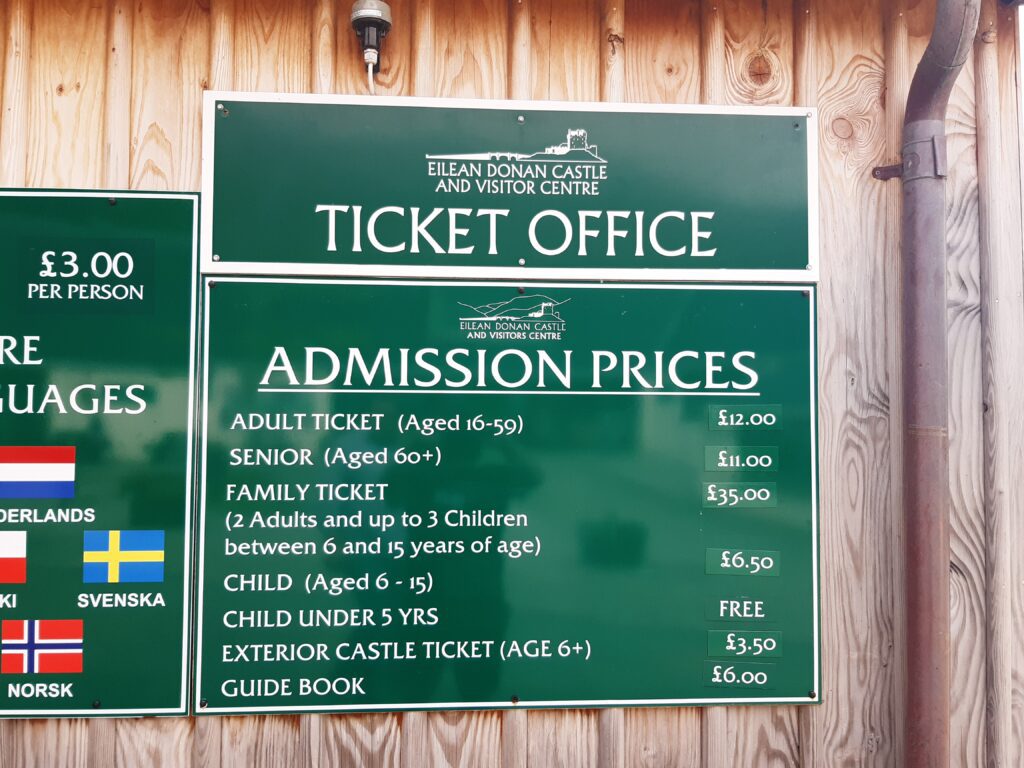 EILEAN DONAN CASTLE
AND VISITOR CENTRE
TICKET OFFICE
£3.00
PER PERSON
RE
GUAGES
DERLANDS
KI
SVENSKA
NORSK
EILEAN DONAN CASTLE
AND VISITORS CENTRE
ADMISSION PRICES
ADULT TICKET (Aged 16-59) £12.00
SENIOR (Aged 60+) £11.00
FAMILY TICKET £35.00
(2 Adults and up to 3 Children
between 6 and 15 years of age)
CHILD (Aged 6 - 15) £6.50
CHILD UNDER 5 YRS FREE
EXTERIOR CASTLE TICKET (AGE 6+) £3.50
GUIDE BOOK £6.00